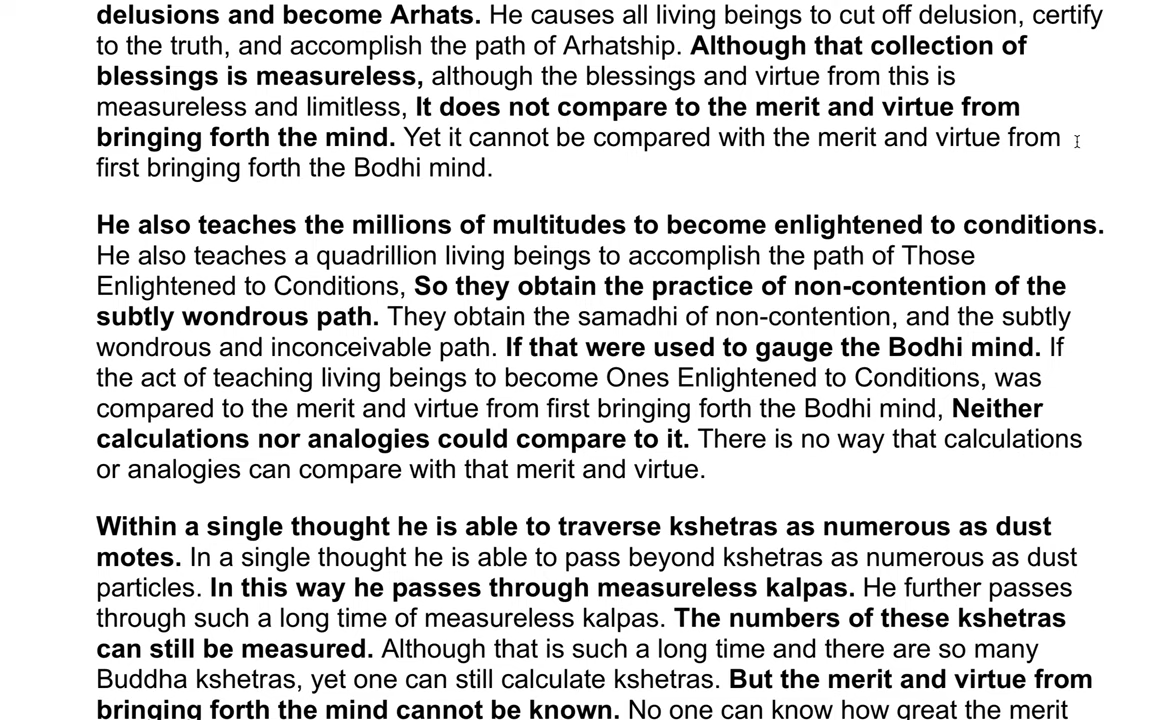 delusions and become Arhats. He causes all living beings to cut off delusion, certify
to the truth, and accomplish the path of Arhatship. Although that collection of
blessings is measureless, although the blessings and virtue from this is
measureless and limitless, It does not compare to the merit and virtue from
bringing forth the mind. Yet it cannot be compared with the merit and virtue from
first bringing forth the Bodhi mind.
He also teaches the millions of multitudes to become enlightened to conditions.
He also teaches a quadrillion living beings to accomplish the path of Those
Enlightened to Conditions, So they obtain the practice of non-contention of the
subtly wondrous path. They obtain the samadhi of non-contention, and the subtly
wondrous and inconceivable path. If that were used to gauge the Bodhi mind. If
the act of teaching living beings to become Ones Enlightened to Conditions, was
compared to the merit and virtue from first bringing forth the Bodhi mind, Neither
calculations nor analogies could compare to it. There is no way that calculations
or analogies can compare with that merit and virtue.
Within a single thought he is able to traverse kshetras as numerous as dust
motes. In a single thought he is able to pass beyond kshetras as numerous as dust
particles. In this way he passes through measureless kalpas. He further passes
through such a long time of measureless kalpas. The numbers of these kshetras
can still be measured. Although that is such a long time and there are so many
Buddha kshetras, yet one can still calculate kshetras. But the merit and virtue from
bringing forth the mind cannot be known. No one can know how great the merit